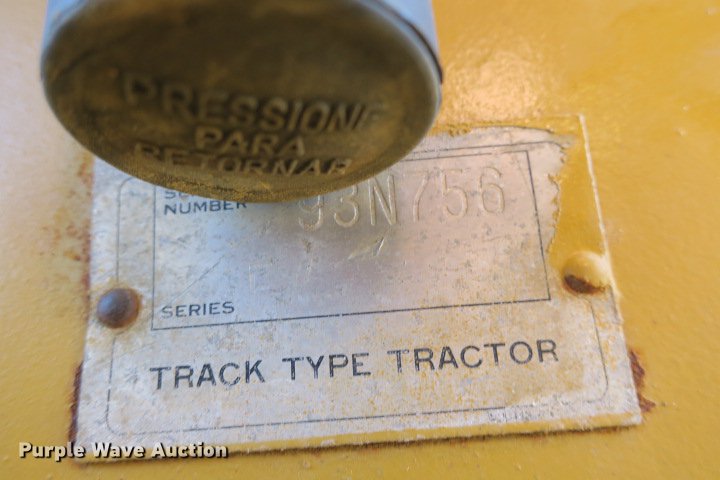 PRESSIONE
PARA
RETORNAR
NUMBER 93N756
SERIES
TRACK TYPE TRACTOR
Purple Wave Auction